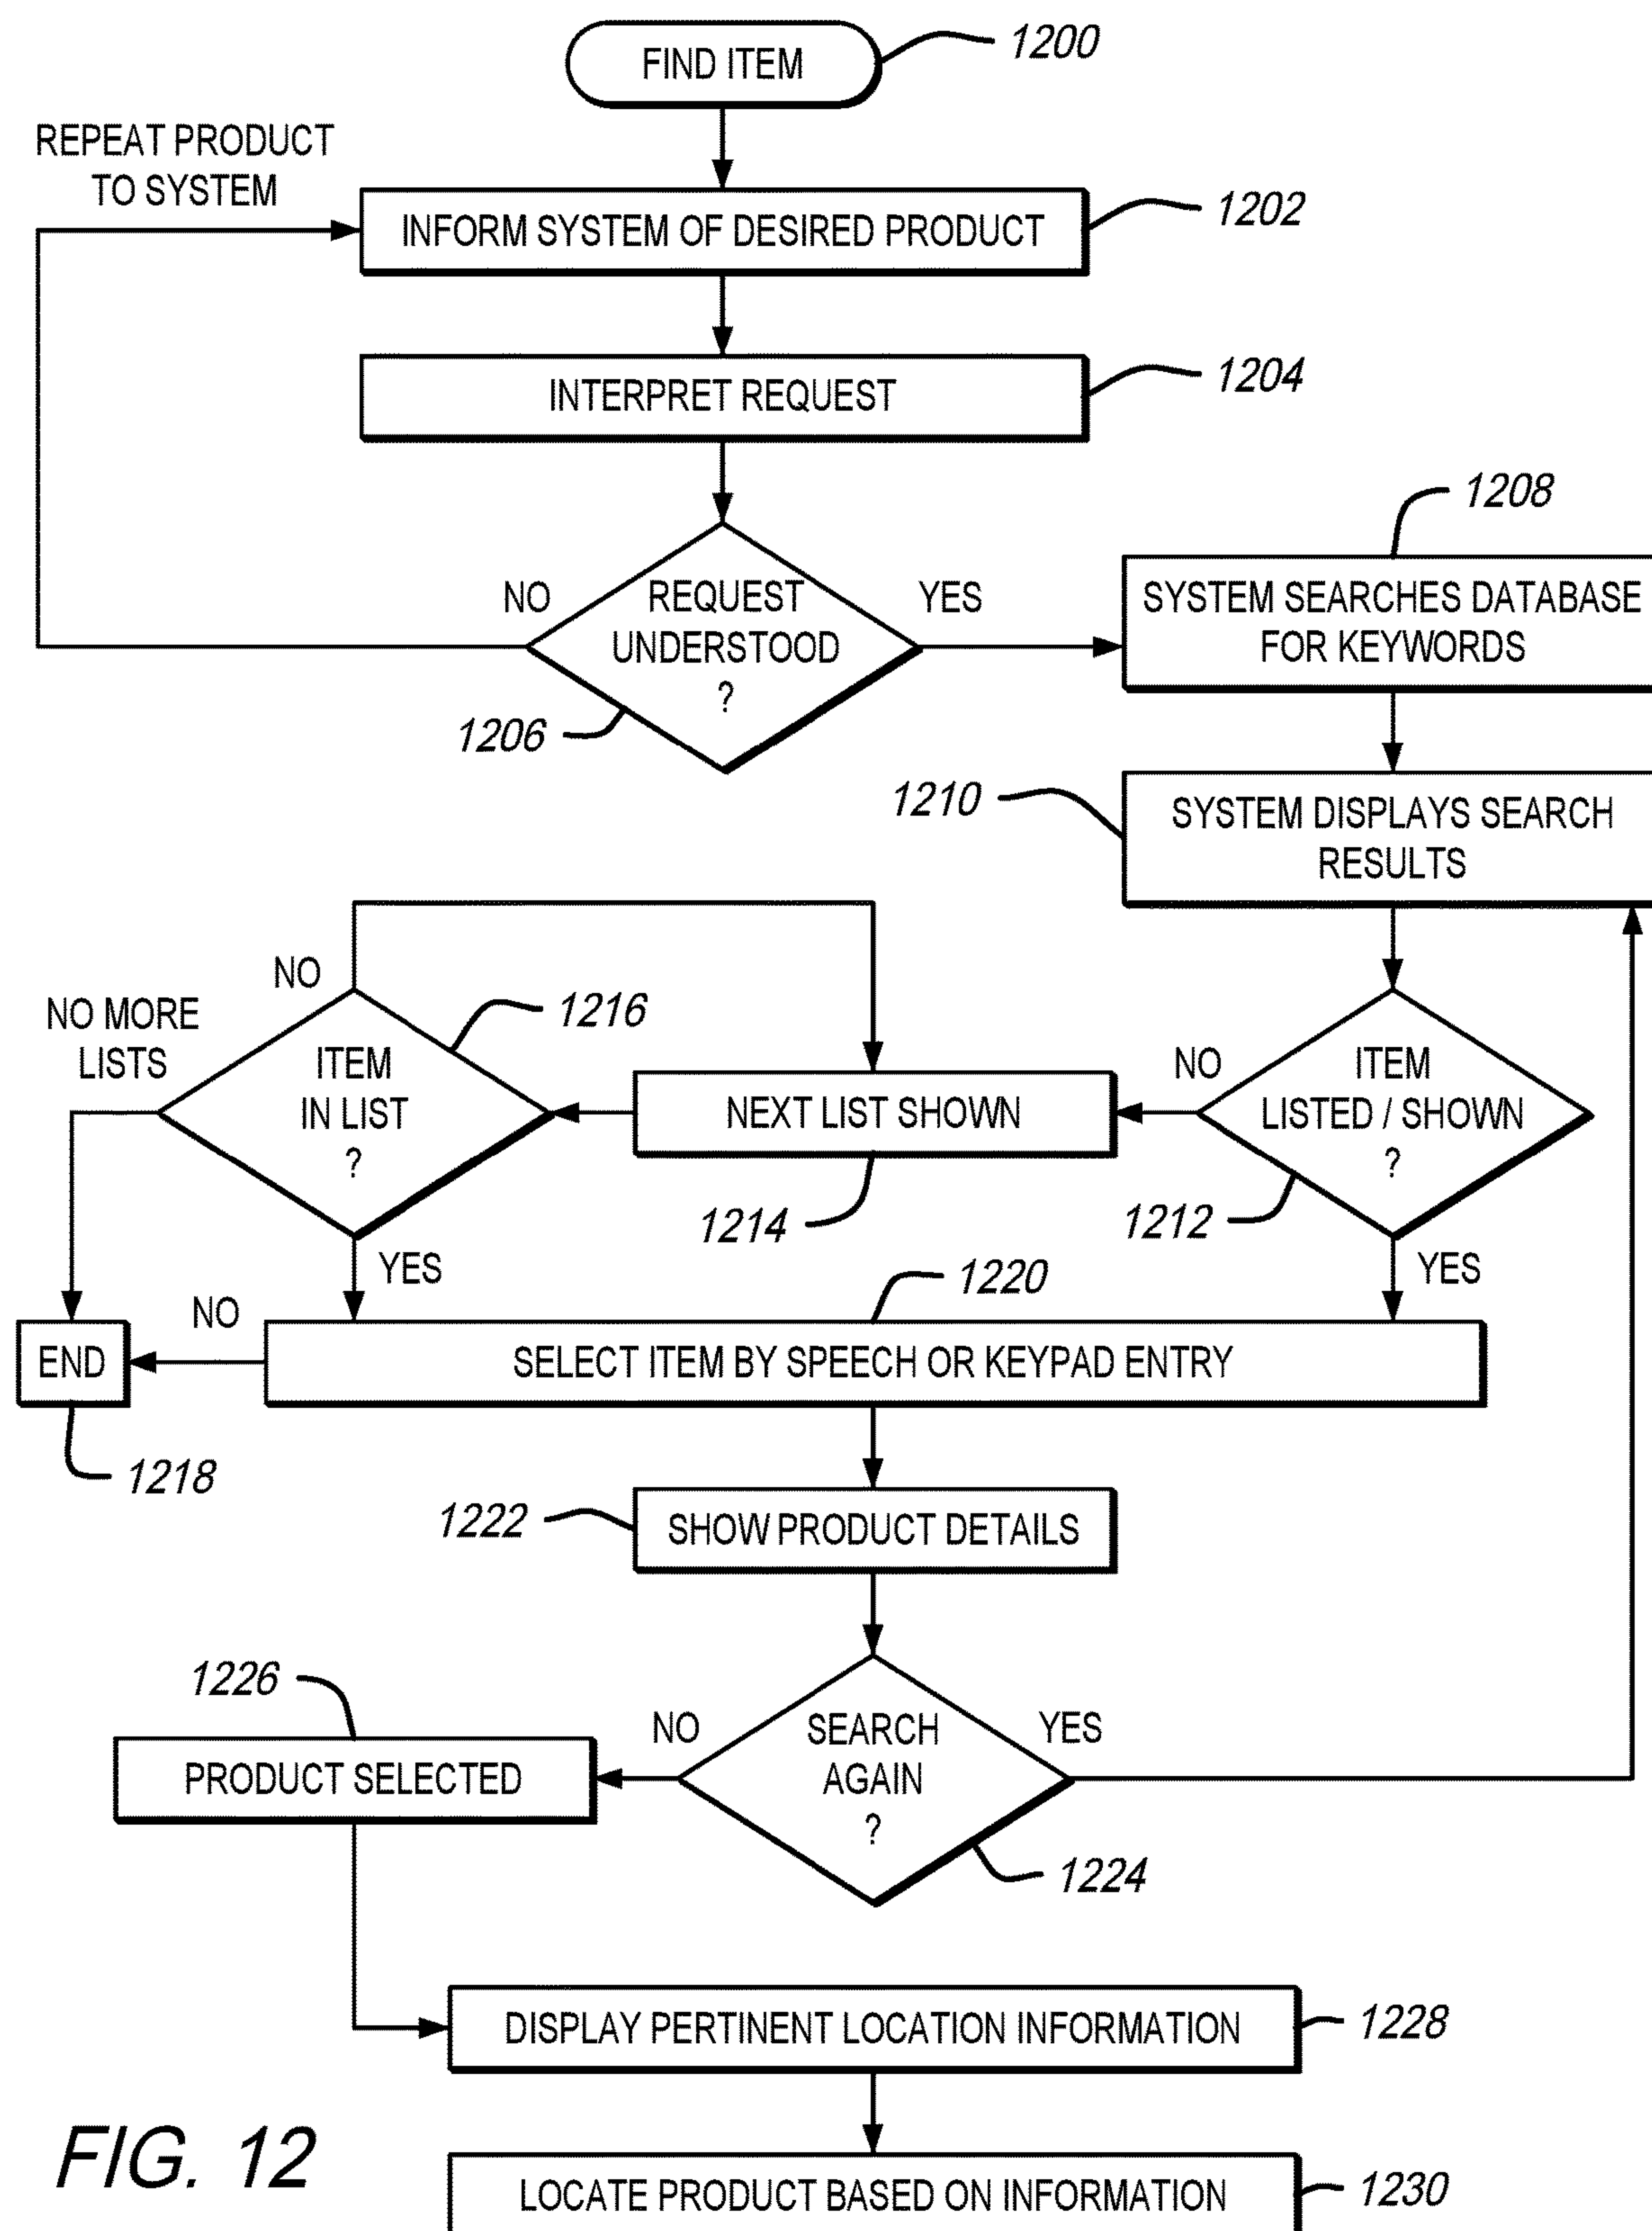 FIND ITEM
1200
REPEAT PRODUCT
TO SYSTEM
INFORM SYSTEM OF DESIRED PRODUCT
1202
INTERPRET REQUEST
1204
1208
NO
REQUEST
UNDERSTOOD
?
YES
1206
SYSTEM SEARCHES DATABASE
FOR KEYWORDS
1210
SYSTEM DISPLAYS SEARCH
RESULTS
NO
NO MORE
LISTS
1216
ITEM
IN LIST
?
NEXT LIST SHOWN
1214
NO
ITEM
LISTED / SHOWN
?
1212
YES
1220
YES
NO
END
SELECT ITEM BY SPEECH OR KEYPAD ENTRY
1218
1222
SHOW PRODUCT DETAILS
1226
PRODUCT SELECTED
NO
SEARCH
AGAIN
?
YES
1224
DISPLAY PERTINENT LOCATION INFORMATION
1228
FIG. 12
LOCATE PRODUCT BASED ON INFORMATION
1230